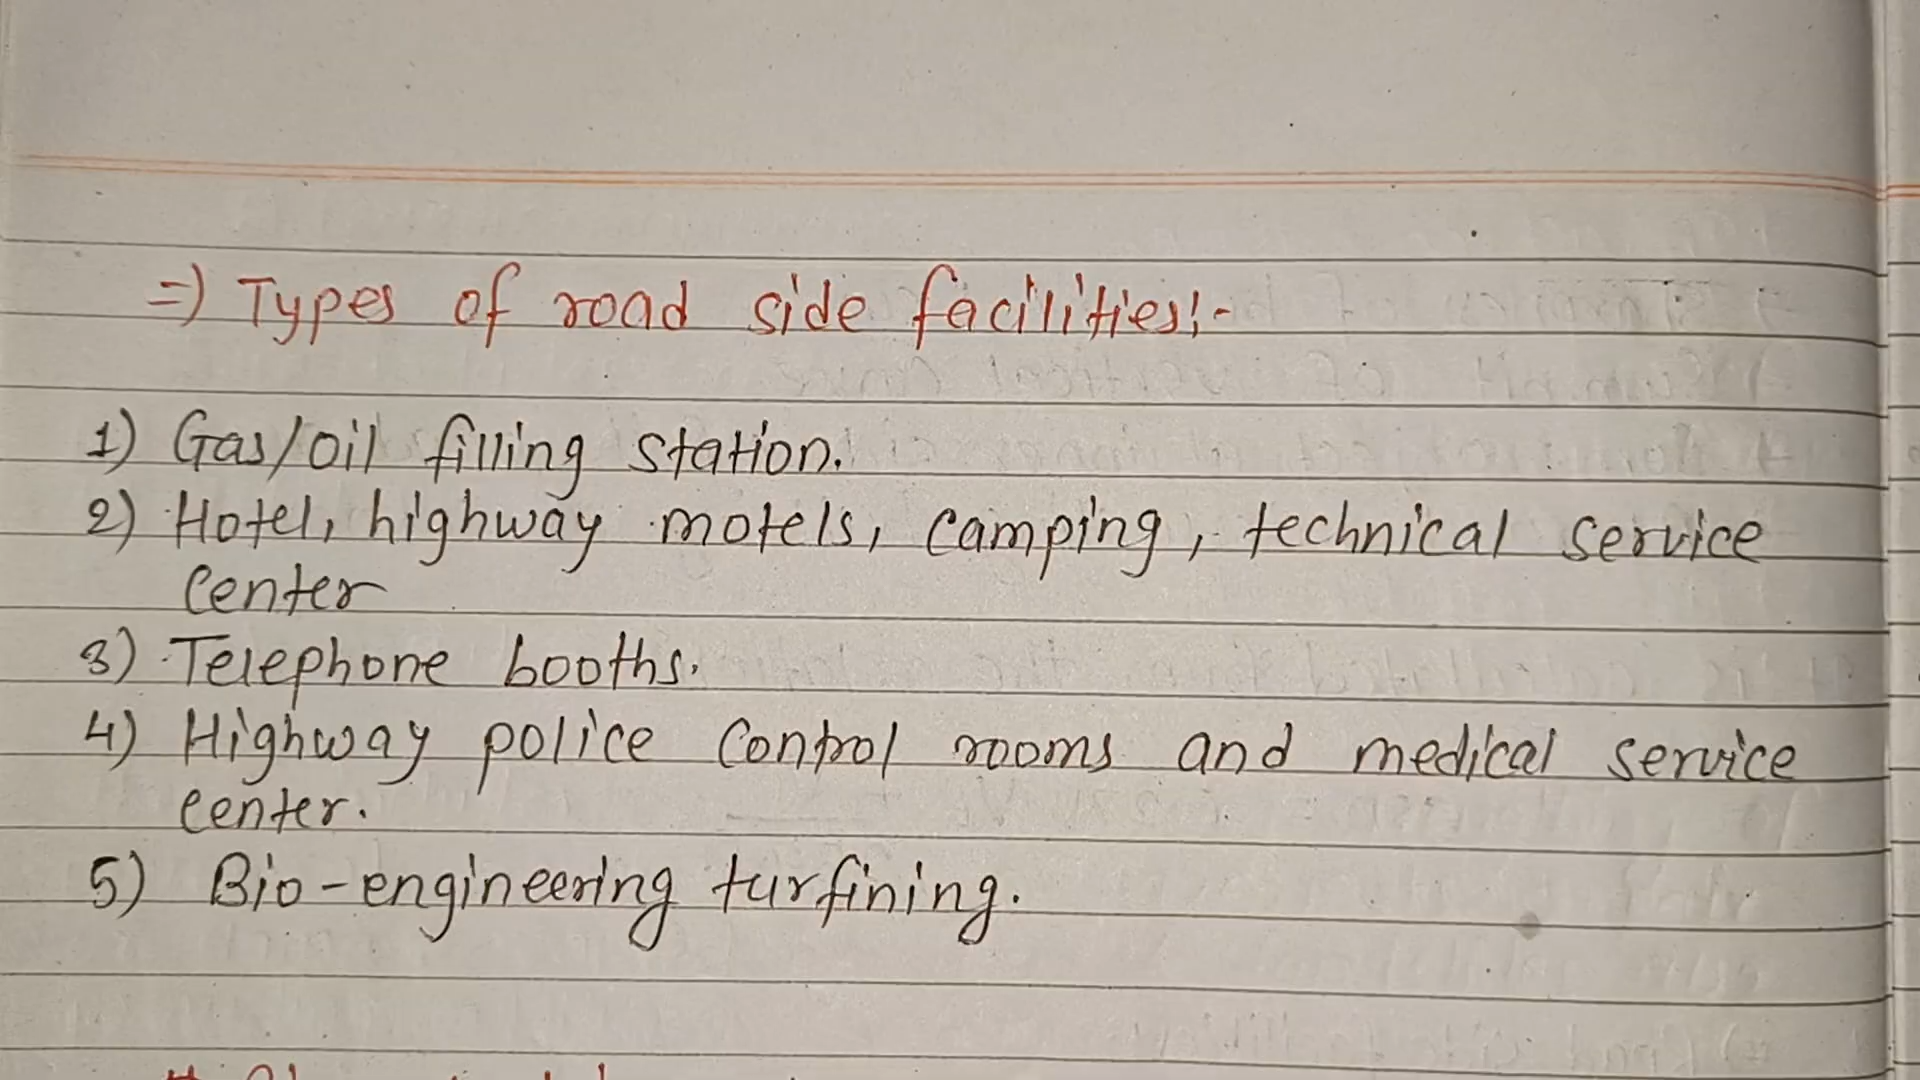 =) Types of road side facilities:-
1) Gas/oil filling station.
2) Hotel, highway motels, camping, technical service
center
3) Telephone booths.
4) Highway police control rooms and medical service
center.
5) Bio-engineering turfining.